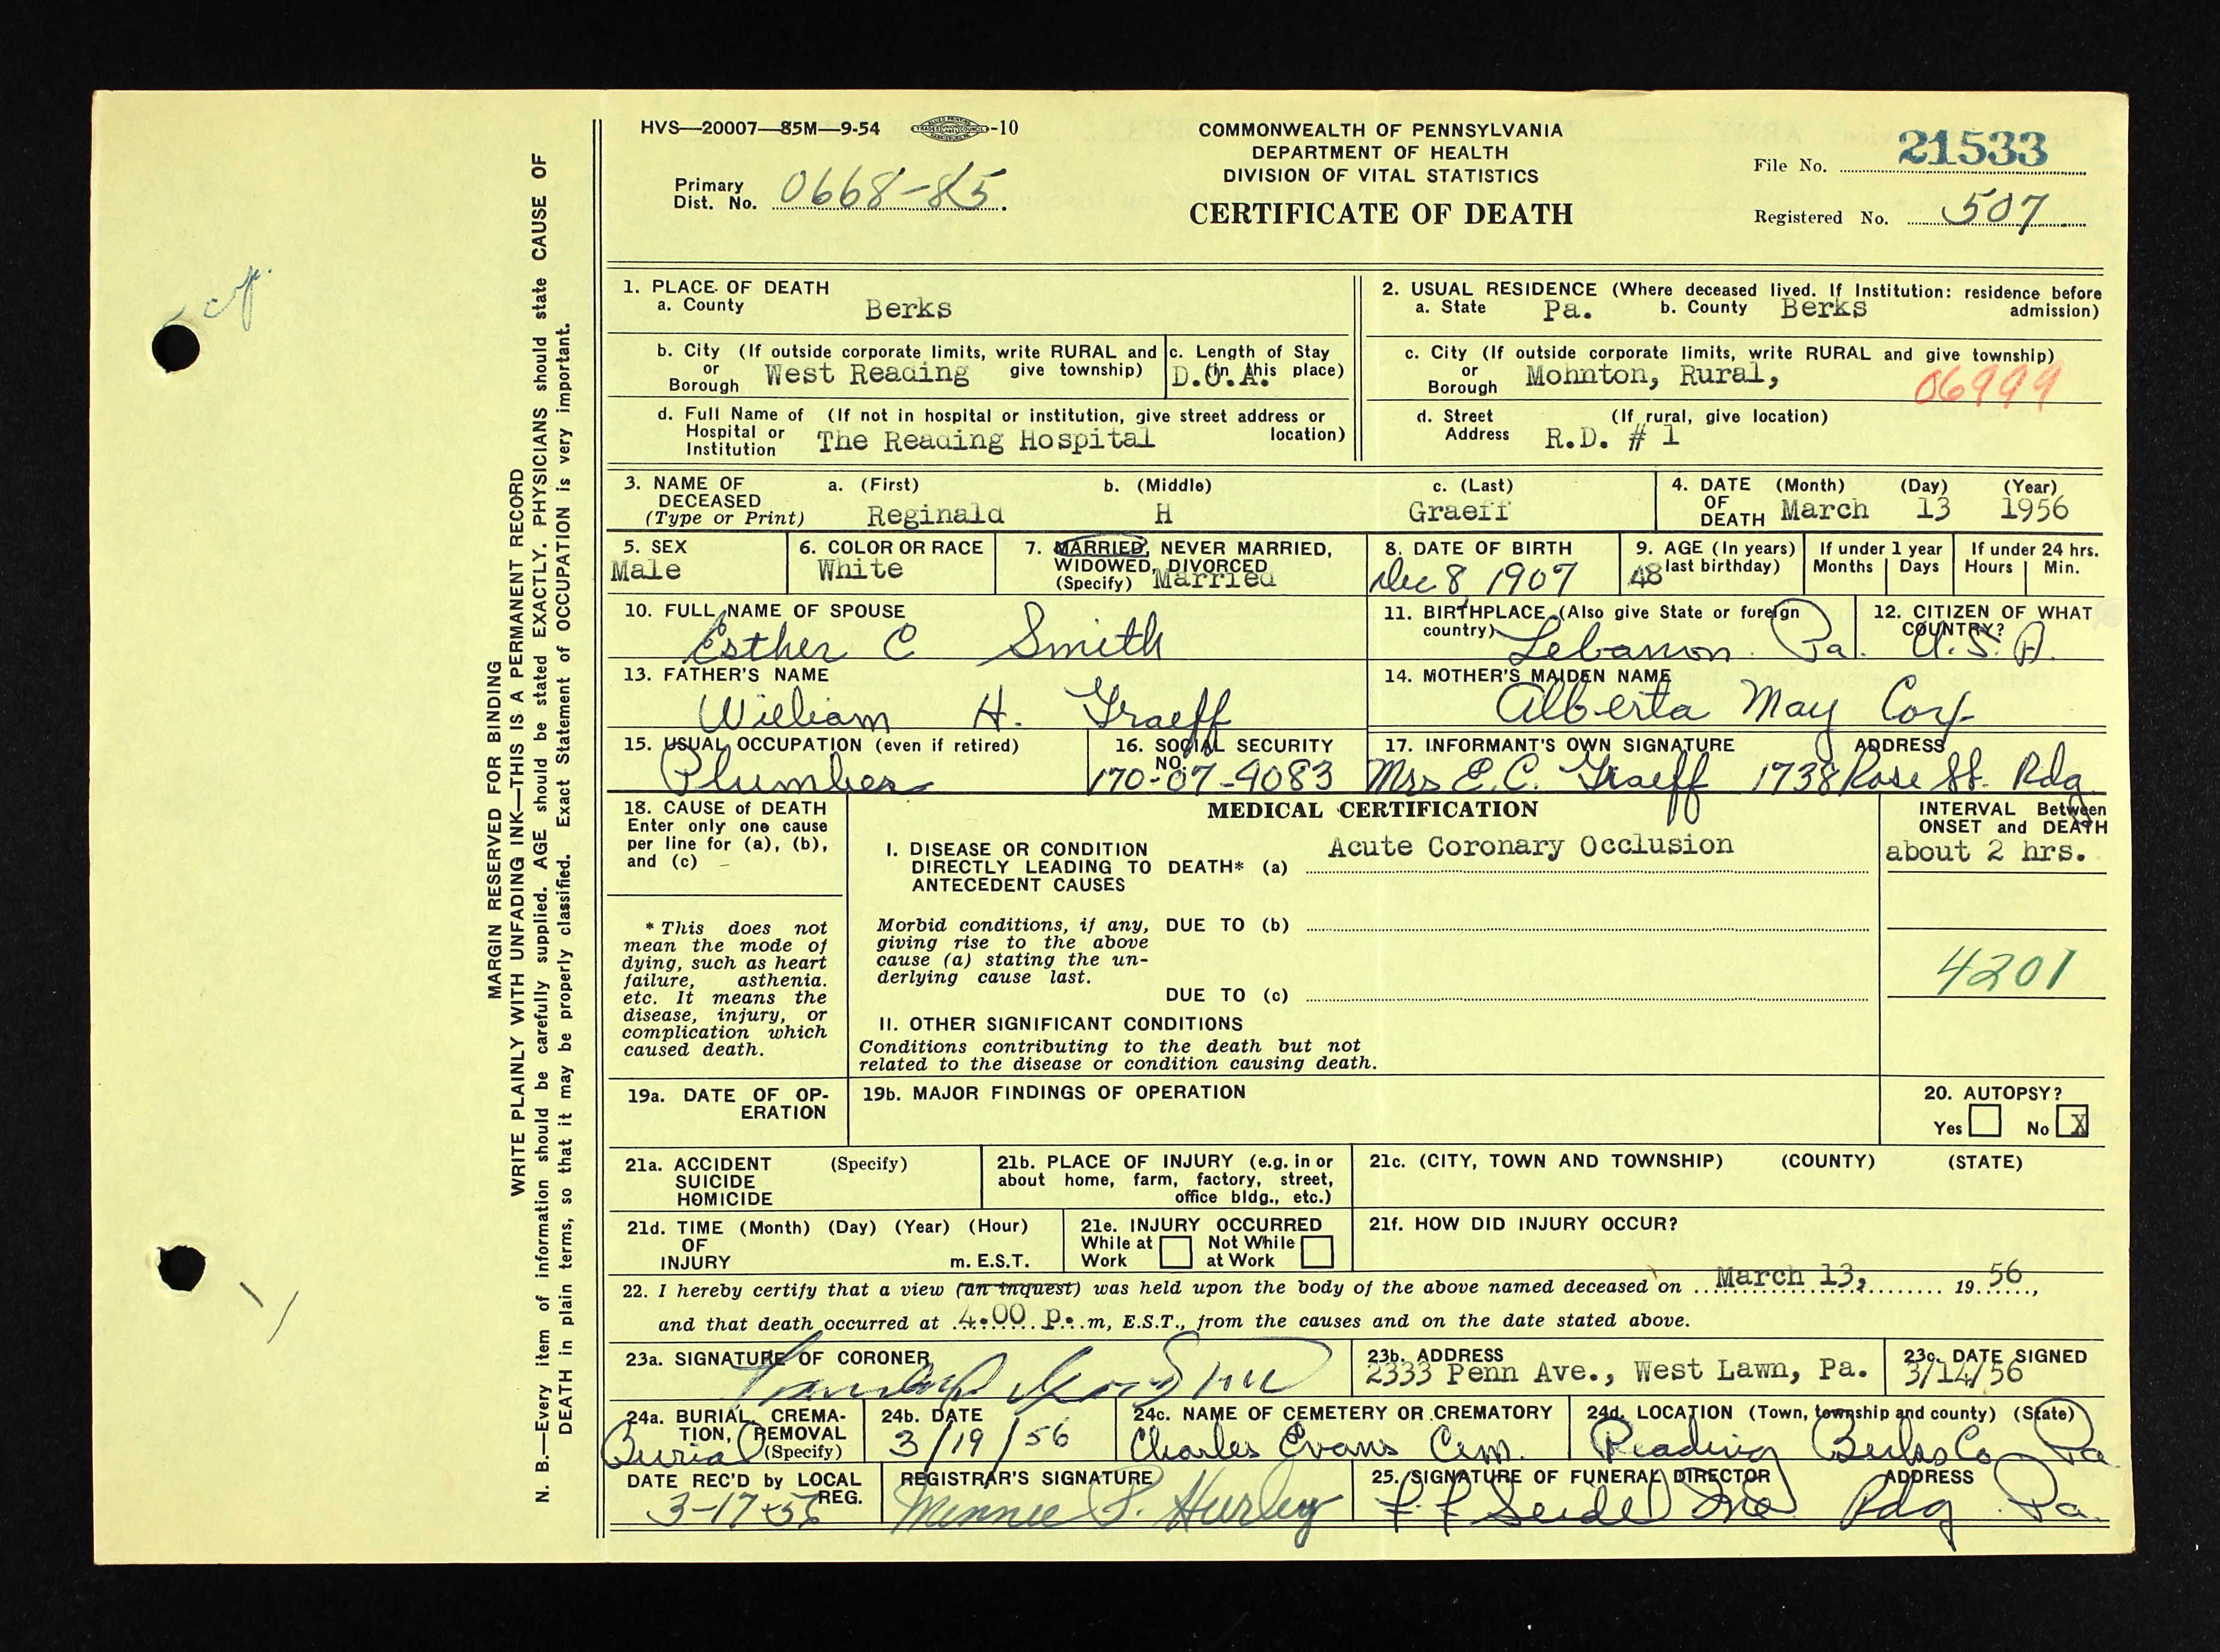 HVS—20007—85M—9-54 -10
COMMONWEALTH OF PENNSYLVANIA
DEPARTMENT OF HEALTH
DIVISION OF VITAL STATISTICS
CERTIFICATE OF DEATH
Primary Dist. No. 0668-85
File No. 21533
Registered No. 507
MARGIN RESERVED FOR BINDING
WRITE PLAINLY WITH UNFADING INK—THIS IS A PERMANENT RECORD
N. B.—Every item of information should be carefully supplied. AGE should be stated EXACTLY. PHYSICIANS should state CAUSE OF
DEATH in plain terms, so that it may be properly classified. Exact Statement of OCCUPATION is very important.
1. PLACE OF DEATH
a. County Berks
b. City (If outside corporate limits, write RURAL and
or give township)
Borough West Reading
c. Length of Stay
(in this place)
D.O.A.
d. Full Name of (If not in hospital or institution, give street address or
Hospital or location)
Institution The Reading Hospital
2. USUAL RESIDENCE (Where deceased lived. If Institution: residence before
admission)
a. State Pa. b. County Berks
c. City (If outside corporate limits, write RURAL and give township)
or
Borough Mohnton, Rural,
06999
d. Street (If rural, give location)
Address R.D. # 1
3. NAME OF DECEASED
(Type or Print)
a. (First) b. (Middle) c. (Last)
Reginald H Graeff
4. DATE OF DEATH (Month) (Day) (Year)
March 13 1956
5. SEX
Male
6. COLOR OR RACE
White
7. MARRIED, NEVER MARRIED,
WIDOWED, DIVORCED
(Specify) Married
8. DATE OF BIRTH
Dec 8, 1907
9. AGE (In years)
last birthday)
48
If under 1 year
Months Days
If under 24 hrs.
Hours Min.
10. FULL NAME OF SPOUSE
Esther C Smith
11. BIRTHPLACE (Also give State or foreign
country)
Lebanon Pa.
12. CITIZEN OF WHAT
COUNTRY?
U.S.A.
13. FATHER'S NAME
William H. Graeff
14. MOTHER'S MAIDEN NAME
Alberta May Cox
15. USUAL OCCUPATION (even if retired)
Plumber
16. SOCIAL SECURITY
NO.
170-07-9083
17. INFORMANT'S OWN SIGNATURE ADDRESS
Mrs E.C. Graeff 1738 Rose St. Rdg
18. CAUSE of DEATH
Enter only one cause
per line for (a), (b),
and (c)
* This does not
mean the mode of
dying, such as heart
failure, asthenia.
etc. It means the
disease, injury, or
complication which
caused death.
MEDICAL CERTIFICATION
I. DISEASE OR CONDITION
DIRECTLY LEADING TO DEATH* (a) Acute Coronary Occlusion
ANTECEDENT CAUSES
Morbid conditions, if any, DUE TO (b)
giving rise to the above
cause (a) stating the un-
derlying cause last.
DUE TO (c)
II. OTHER SIGNIFICANT CONDITIONS
Conditions contributing to the death but not
related to the disease or condition causing death.
INTERVAL Between
ONSET and DEATH
about 2 hrs.
4201
19a. DATE OF OP-
ERATION
19b. MAJOR FINDINGS OF OPERATION
20. AUTOPSY?
Yes No X
21a. ACCIDENT (Specify)
SUICIDE
HOMICIDE
21b. PLACE OF INJURY (e.g. in or
about home, farm, factory, street,
office bldg., etc.)
21c. (CITY, TOWN AND TOWNSHIP) (COUNTY) (STATE)
21d. TIME (Month) (Day) (Year) (Hour)
OF
INJURY m. E.S.T.
21e. INJURY OCCURRED
While at Not While
Work at Work
21f. HOW DID INJURY OCCUR?
22. I hereby certify that a view (an inquest) was held upon the body of the above named deceased on March 13, 1956,
and that death occurred at 4.00 p.m, E.S.T., from the causes and on the date stated above.
23a. SIGNATURE OF CORONER
23b. ADDRESS
2333 Penn Ave., West Lawn, Pa.
23c. DATE SIGNED
3/14/56
24a. BURIAL, CREMA-
TION, REMOVAL
(Specify)
Burial
24b. DATE
3/19/56
24c. NAME OF CEMETERY OR CREMATORY
Charles Evans Cem.
24d. LOCATION (Town, township and county) (State)
Reading Berks Co Pa
DATE REC'D by LOCAL
REG.
3-17-56
REGISTRAR'S SIGNATURE
Minnie P. Hurley
25. SIGNATURE OF FUNERAL DIRECTOR ADDRESS
F F Seidel Inc Rdg Pa.